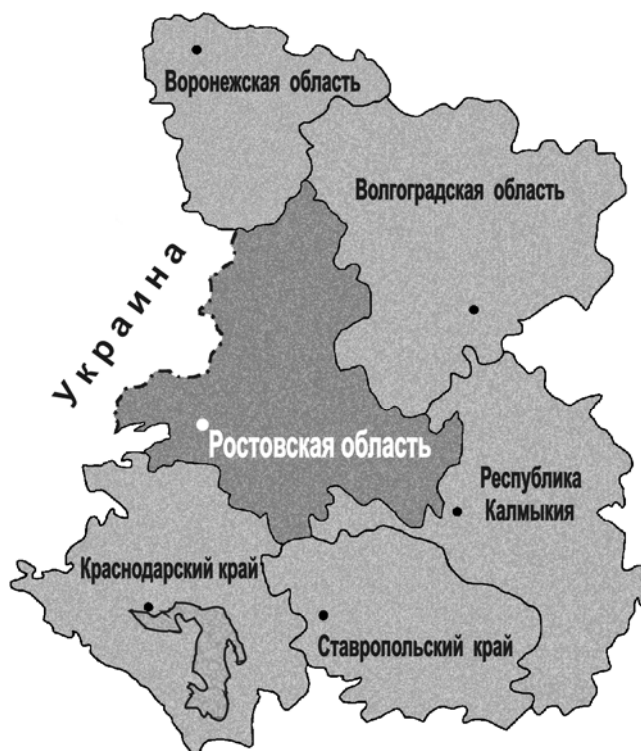 Воронежская область
Волгоградская область
Украина
Ростовская область
Республика
Калмыкия
Краснодарский край
Ставропольский край